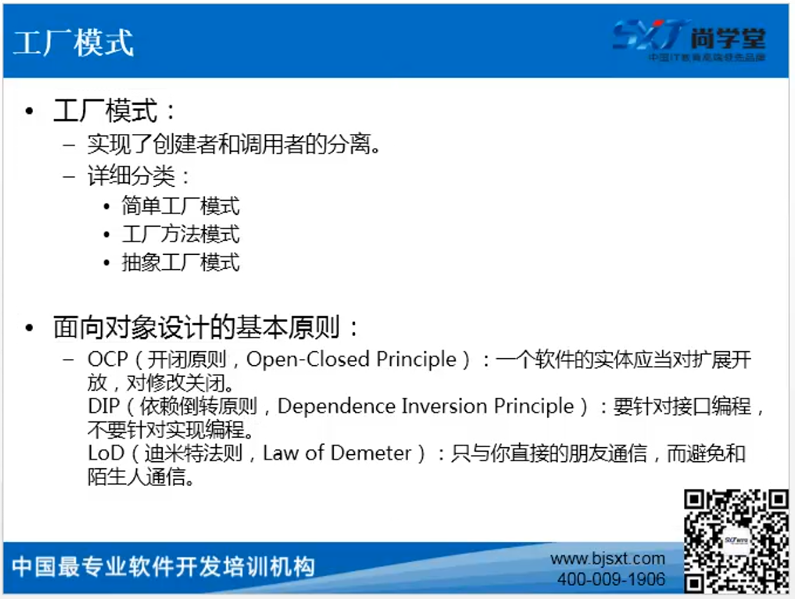 工厂模式
SXT 尚学堂
中国IT教育高端领先品牌
• 工厂模式：
– 实现了创建者和调用者的分离。
– 详细分类：
• 简单工厂模式
• 工厂方法模式
• 抽象工厂模式
• 面向对象设计的基本原则：
– OCP（开闭原则，Open-Closed Principle）：一个软件的实体应当对扩展开
放，对修改关闭。
DIP（依赖倒转原则，Dependence Inversion Principle）：要针对接口编程，
不要针对实现编程。
LoD（迪米特法则，Law of Demeter）：只与你直接的朋友通信，而避免和
陌生人通信。
中国最专业软件开发培训机构
www.bjsxt.com
400-009-1906